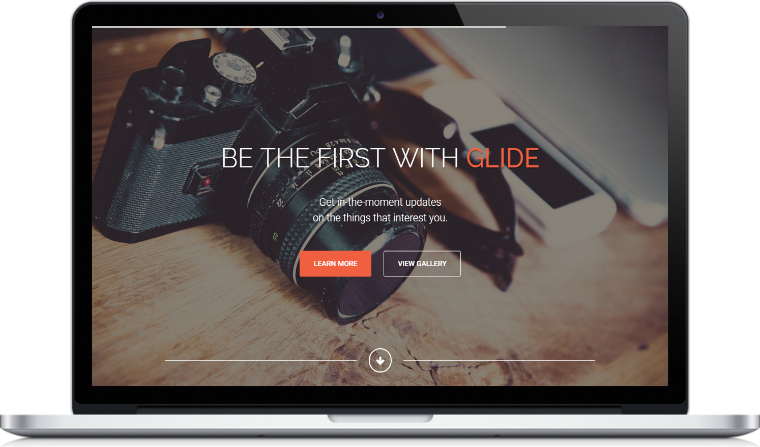 BE THE FIRST WITH GLIDE
Get in-the-moment updates
on the things that interest you.
LEARN MORE
VIEW GALLERY